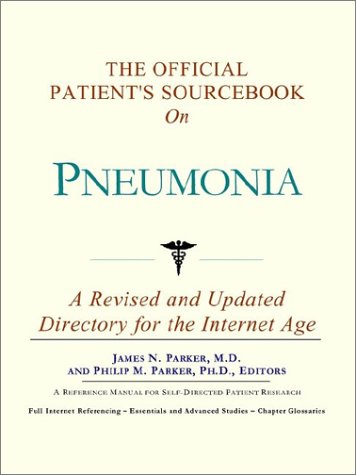 THE OFFICIAL
PATIENT'S SOURCEBOOK
On
PNEUMONIA
A Revised and Updated
Directory for the Internet Age
JAMES N. PARKER, M.D.
AND PHILIP M. PARKER, PH.D., EDITORS
A REFERENCE MANUAL FOR SELF-DIRECTED PATIENT RESEARCH
Full Internet Referencing ~ Essentials and Advanced Studies ~ Chapter Glossaries